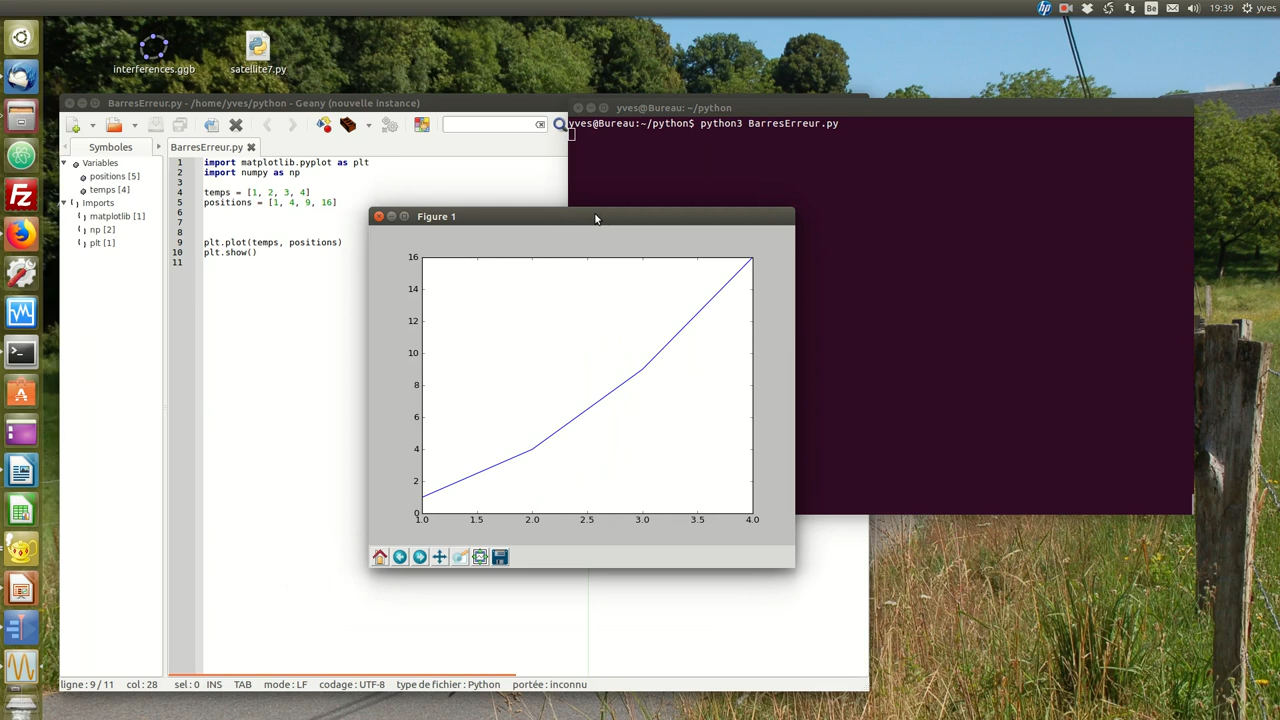 Be
19:39
yves
interferences.ggb
satellite7.py
BarresErreur.py - /home/yves/python - Geany (nouvelle instance)
Symboles
Variables
positions [5]
temps [4]
Imports
matplotlib [1]
np [2]
plt [1]
BarresErreur.py
1 import matplotlib.pyplot as plt
2 import numpy as np
3
4 temps = [1, 2, 3, 4]
5 positions = [1, 4, 9, 16]
6
7
8
9 plt.plot(temps, positions)
10 plt.show()
11
yves@Bureau: ~/python
yves@Bureau:~/python$ python3 BarresErreur.py
Figure 1
16
14
12
10
8
6
4
2
0
1.0 1.5 2.0 2.5 3.0 3.5 4.0
ligne : 9 / 11 col : 28 sel : 0 INS TAB mode : LF codage : UTF-8 type de fichier : Python portée : inconnu